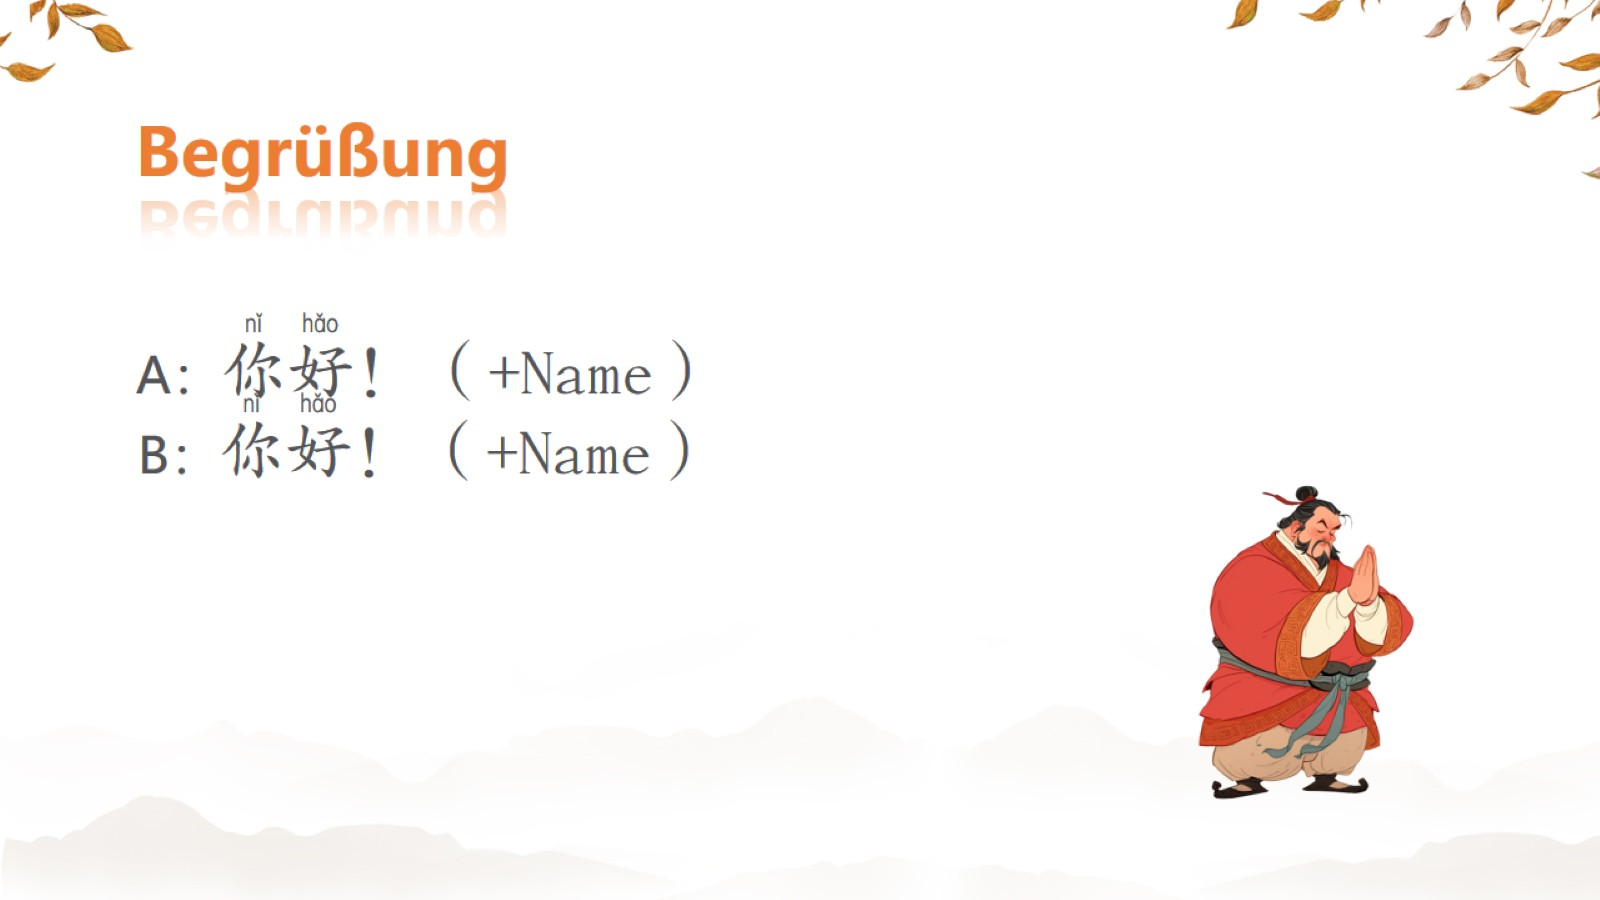 Begrüßung
nǐ hǎo
A: 你好! （+Name）
nǐ hǎo
B: 你好! （+Name）